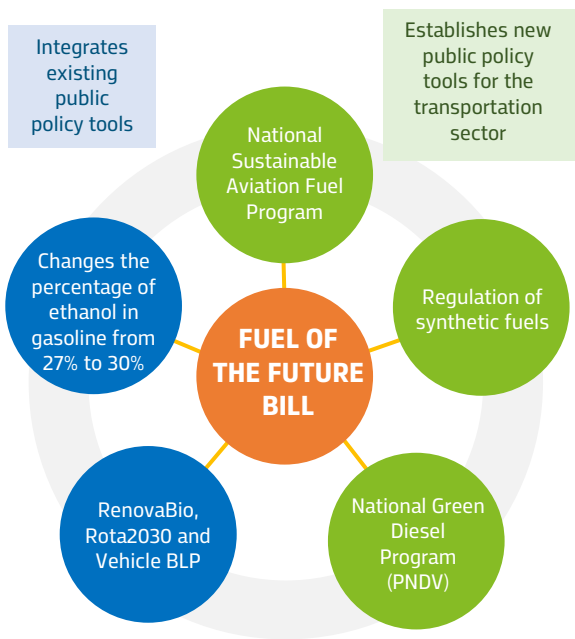 Integrates
existing
public
policy tools
Establishes new
public policy
tools for the
transportation
sector
National
Sustainable
Aviation Fuel
Program
Changes the
percentage of
ethanol in
gasoline from
27% to 30%
Regulation of
synthetic fuels
FUEL OF
THE FUTURE
BILL
RenovaBio,
Rota2030 and
Vehicle BLP
National Green
Diesel
Program
(PNDV)